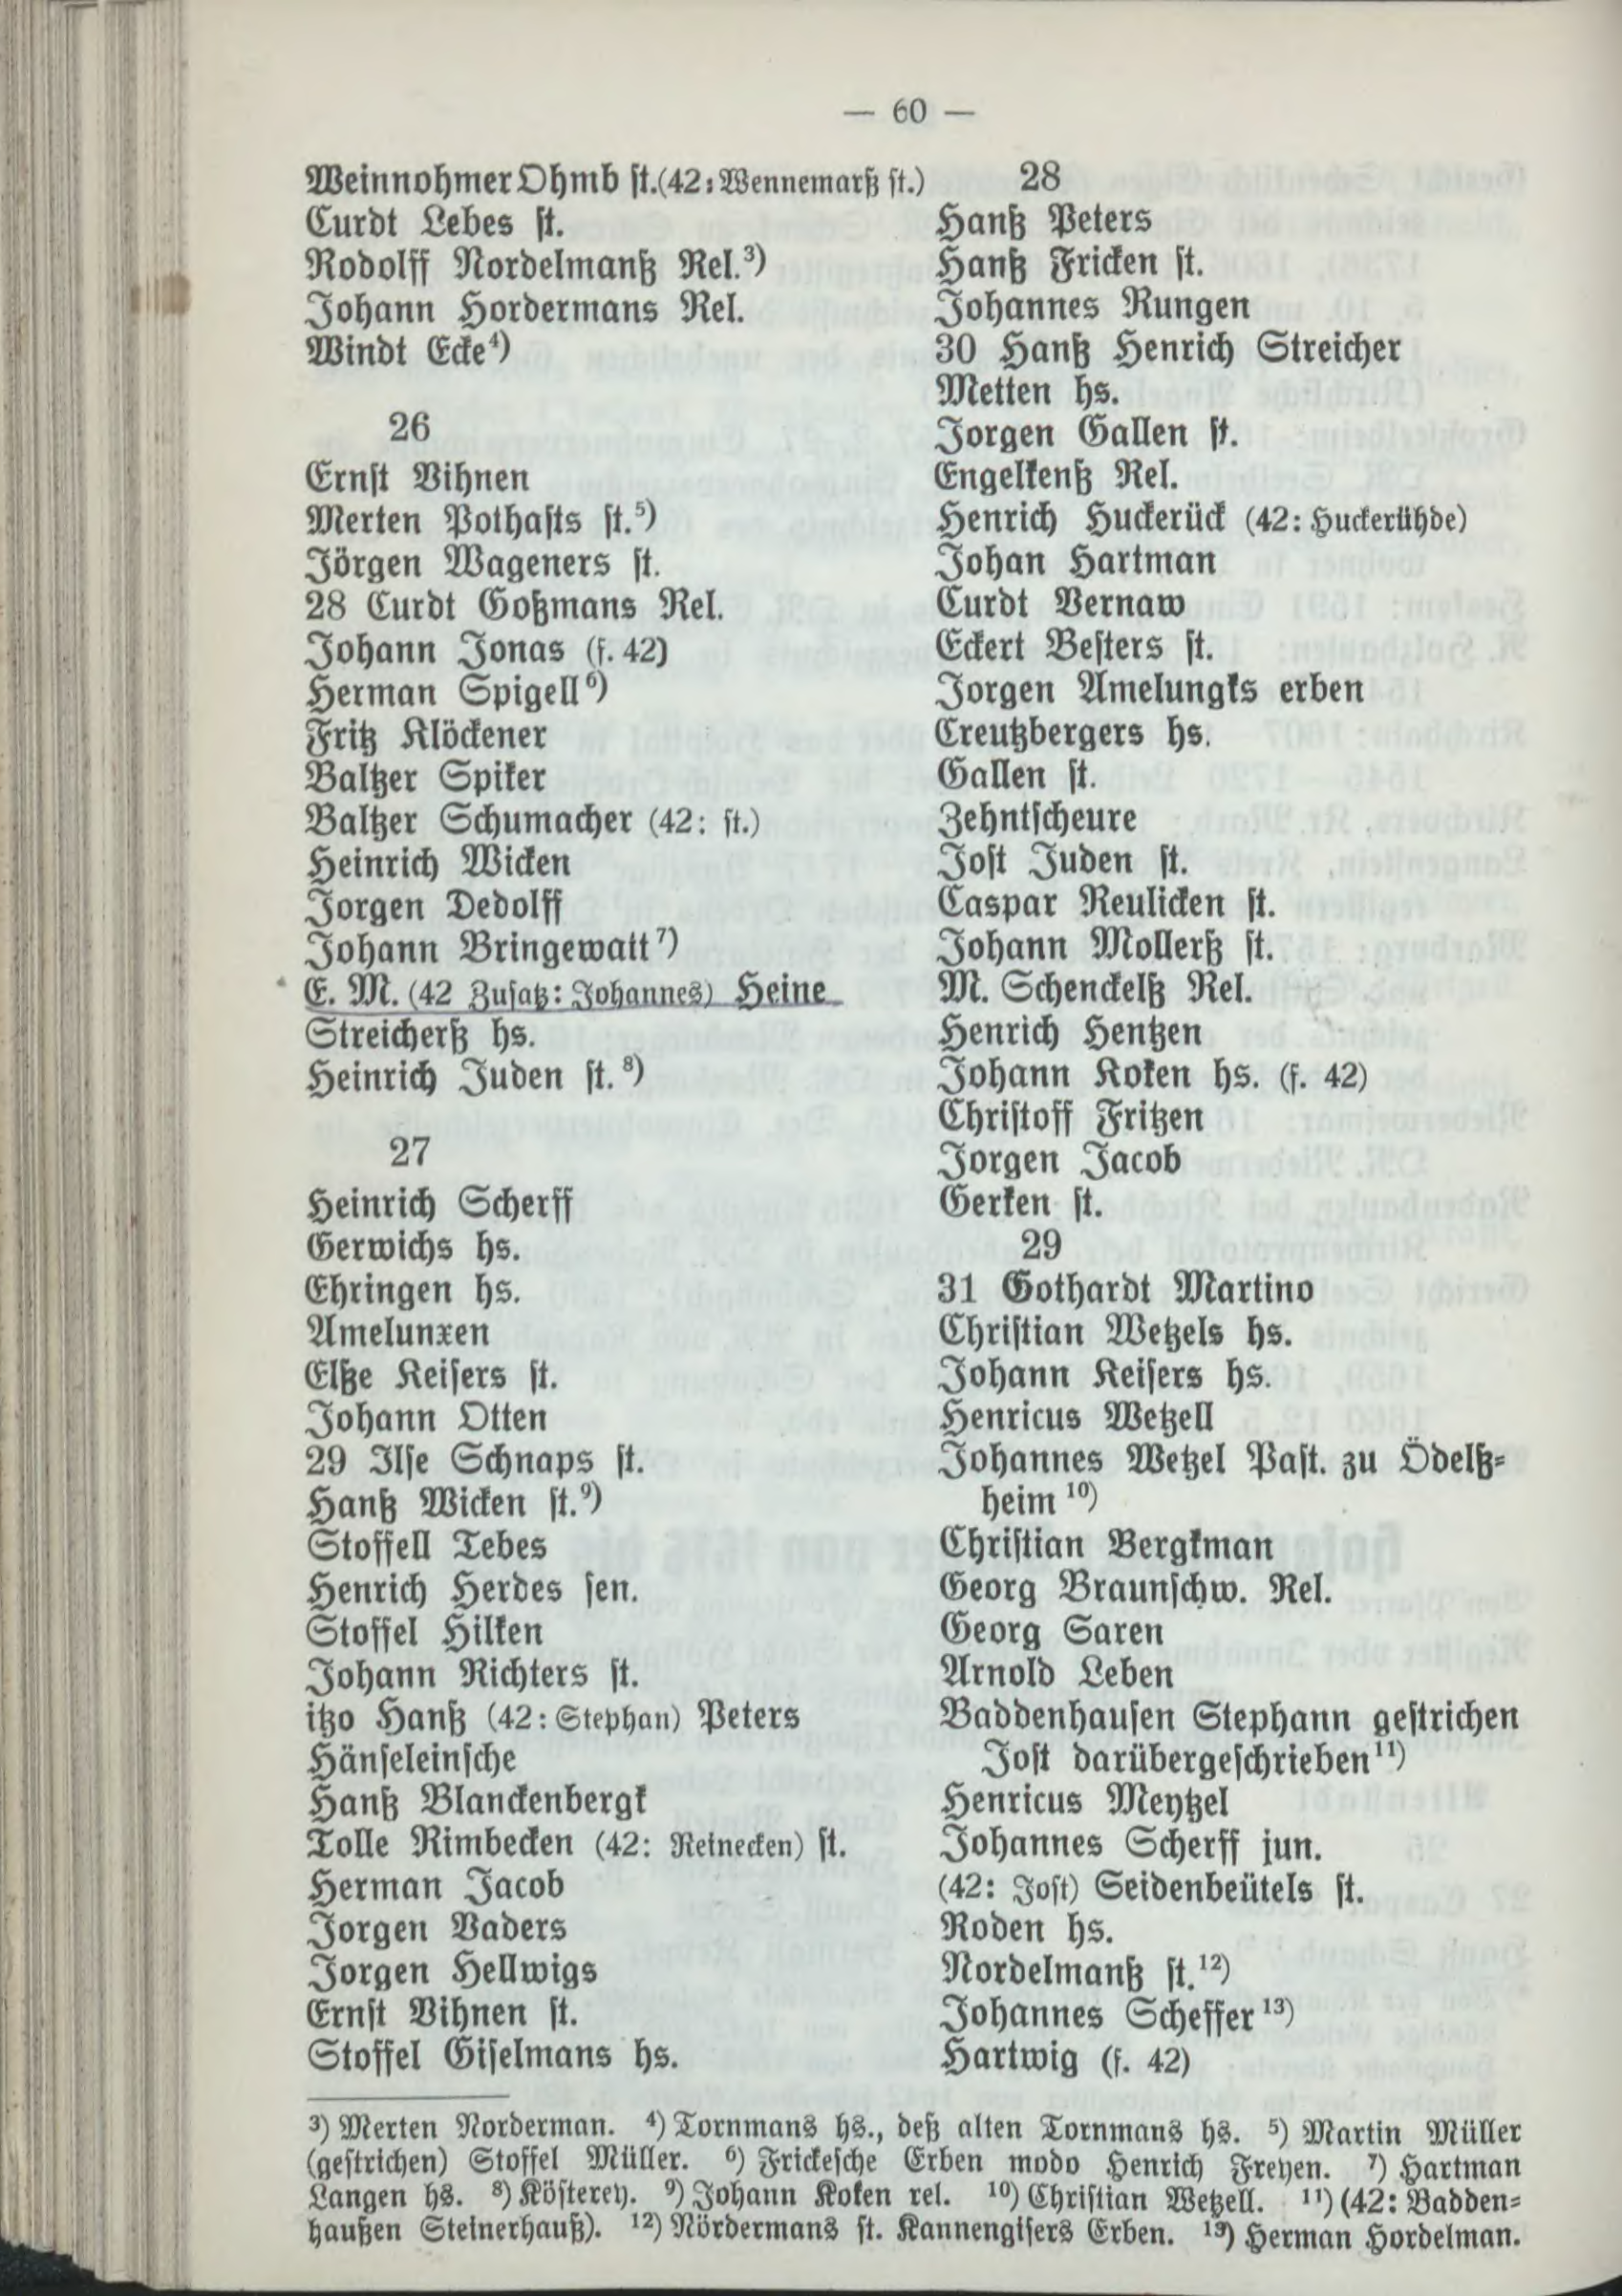 — 60 —
Weinnohmer Ohmb st. (42: Wennemarß st.)
Curdt Lebes st.
Rodolff Nordelmanß Rel.³)
Johann Hordermans Rel.
Windt Ecke⁴)
26
Ernst Vihnen
Merten Pothasts st.⁵)
Jörgen Wageners st.
28 Curdt Goßmans Rel.
Johann Jonas (f. 42)
Herman Spigell⁶)
Fritz Klöckener
Baltzer Spiker
Baltzer Schumacher (42: st.)
Heinrich Wicken
Jorgen Dedolff
Johann Bringewatt⁷)
E. M. (42 Zusatz: Johannes) Heine
Streicherß hs.
Heinrich Juden st.⁸)
27
Heinrich Scherff
Gerwichs hs.
Ehringen hs.
Amelunxen
Elße Keisers st.
Johann Otten
29 Ilse Schnaps st.
Hanß Wicken st.⁹)
Stoffell Tebes
Henrich Herdes sen.
Stoffel Hilken
Johann Richters st.
itzo Hanß (42: Stephan) Peters
Hänseleinsche
Hanß Blanckenbergk
Tolle Rimbecken (42: Reinecken) st.
Herman Jacob
Jorgen Vaders
Jorgen Hellwigs
Ernst Vihnen st.
Stoffel Giselmans hs.
28
Hanß Peters
Hanß Fricken st.
Johannes Rungen
30 Hanß Henrich Streicher
Metten hs.
Jorgen Gallen st.
Engelkenß Rel.
Henrich Huckerück (42: Huckerühde)
Johan Hartman
Curdt Vernaw
Eckert Besters st.
Jorgen Amelungks erben
Creutzbergers hs.
Gallen st.
Zehntscheure
Jost Juden st.
Caspar Reulicken st.
Johann Mollerß st.
M. Schenckelß Rel.
Henrich Hentzen
Johann Koken hs. (f. 42)
Christoff Fritzen
Jorgen Jacob
Gerken st.
29
31 Gothardt Martino
Christian Wetzels hs.
Johann Keisers hs.
Henricus Wetzell
Johannes Wetzel Past. zu Ödelß-
heim¹⁰)
Christian Bergkman
Georg Braunschw. Rel.
Georg Saren
Arnold Leben
Baddenhausen Stephann gestrichen
Jost darübergeschrieben¹¹)
Henricus Meytzel
Johannes Scherff jun.
(42: Jost) Seidenbeütels st.
Roden hs.
Nordelmanß st.¹²)
Johannes Scheffer¹³)
Hartwig (f. 42)
³) Merten Norderman. ⁴) Tornmans hs., deß alten Tornmans hs. ⁵) Martin Müller
(gestrichen) Stoffel Müller. ⁶) Frickesche Erben modo Henrich Freyen. ⁷) Hartman
Langen hs. ⁸) Kösterey. ⁹) Johann Koken rel. ¹⁰) Christian Wetzell. ¹¹) (42: Badden-
haußen Steinerhauß). ¹²) Nördermans st. Kannengisers Erben. ¹³) Herman Hordelman.